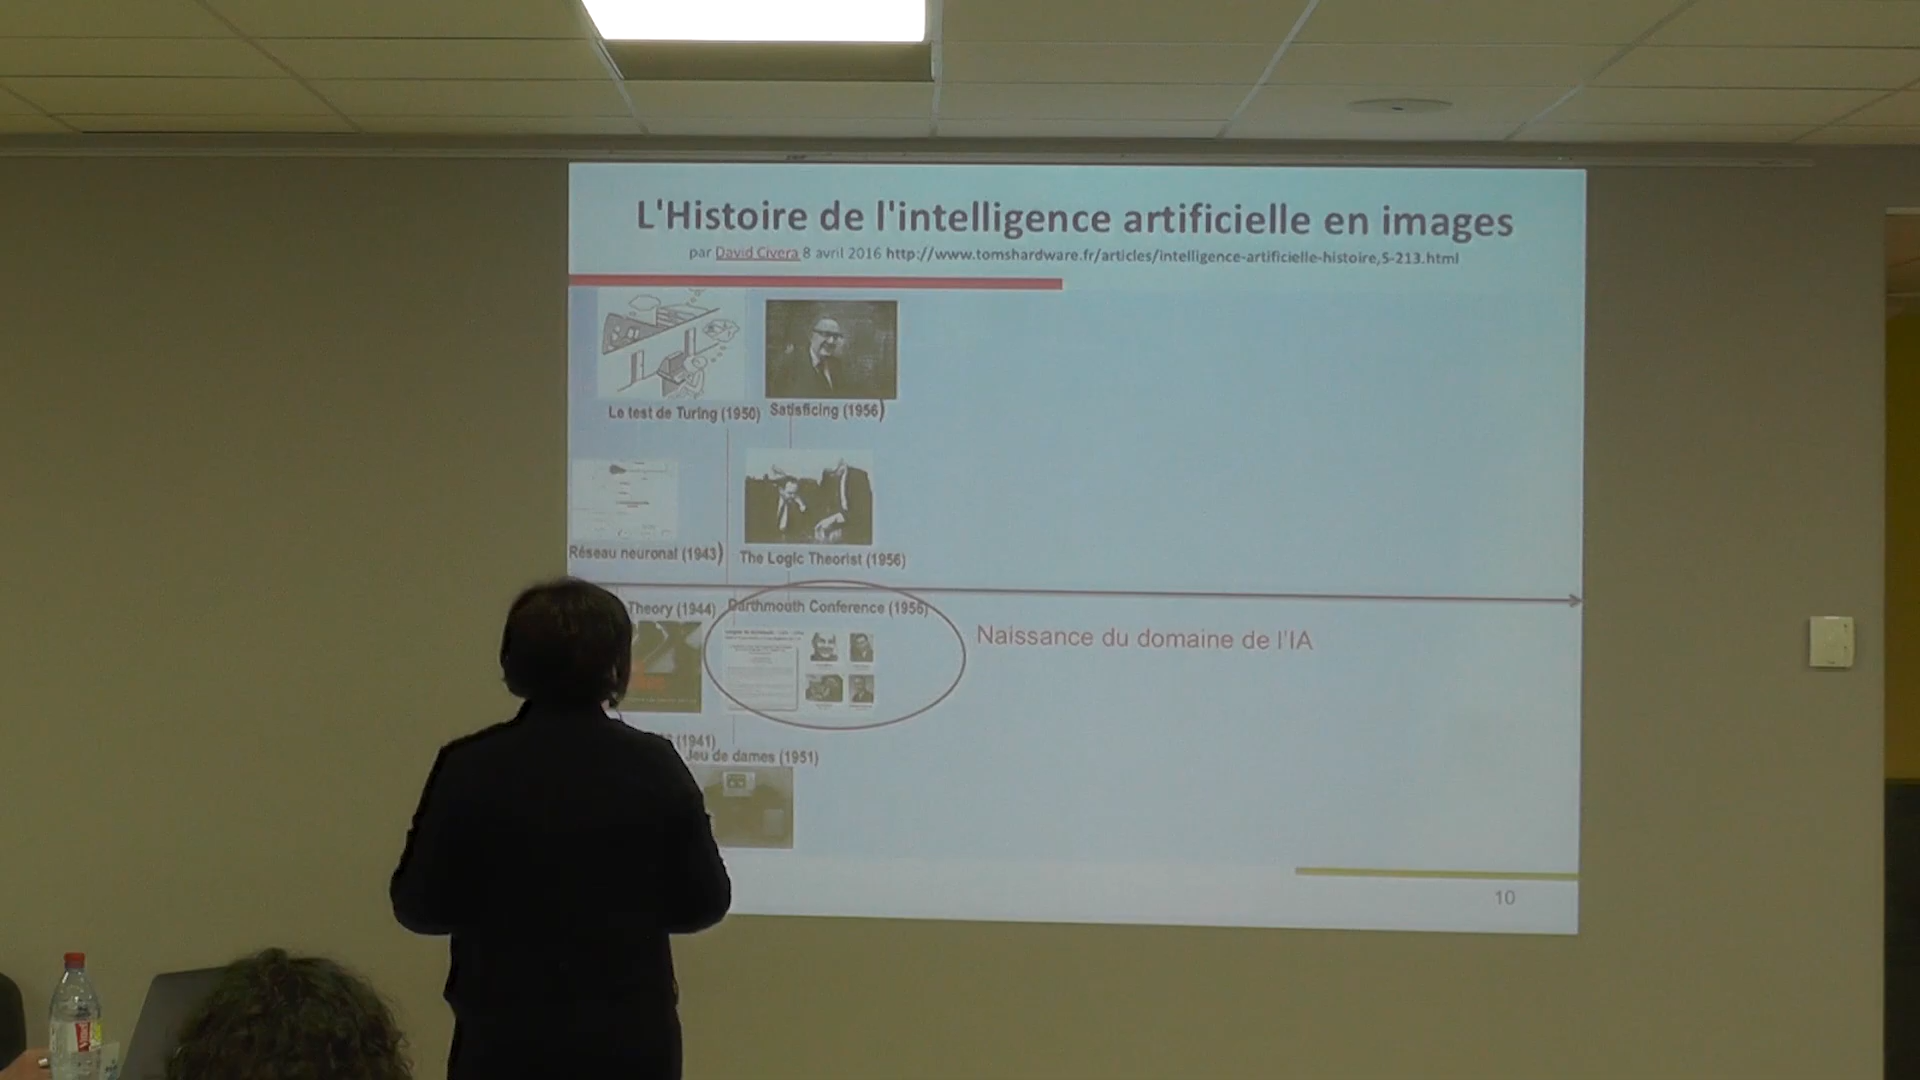 L'Histoire de l'intelligence artificielle en images
par David Civera 8 avril 2016 http://www.tomshardware.fr/articles/intelligence-artificielle-histoire,5-213.html
Le test de Turing (1950)
Satisficing (1956)
Réseau neuronal (1943)
The Logic Theorist (1956)
Theory (1944)
Darthmouth Conference (1956)
Naissance du domaine de l'IA
(1941)
Jeu de dames (1951)
10